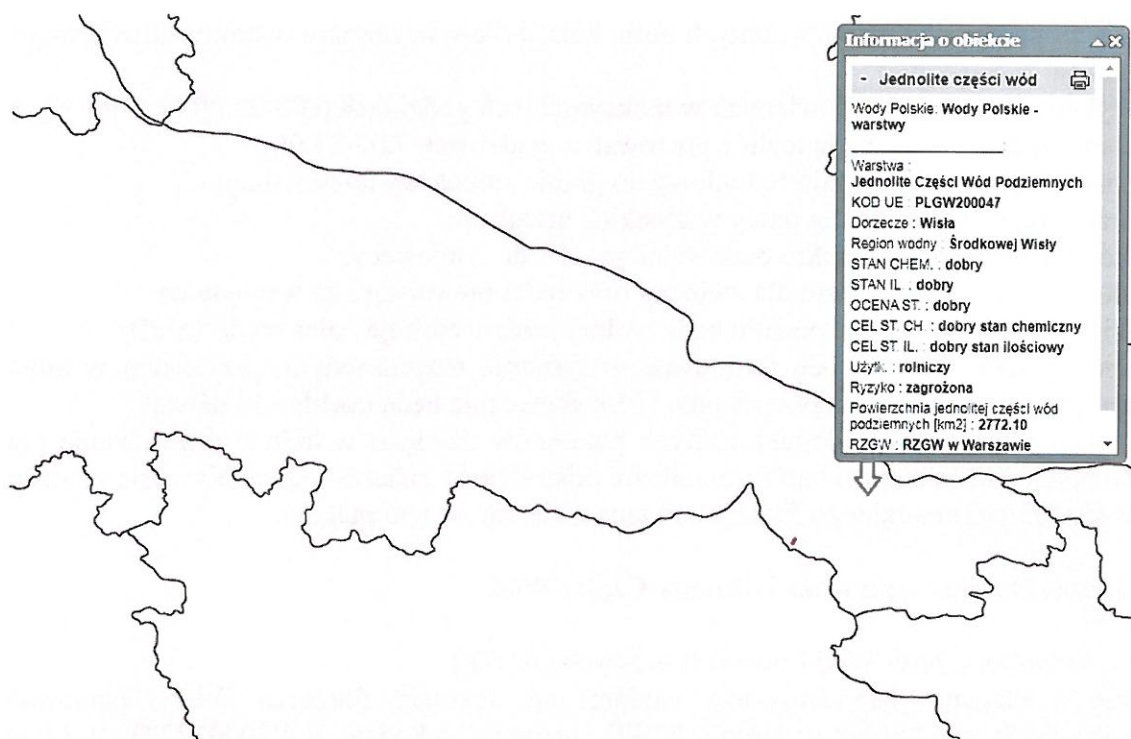 Informacja o obiekcie
- Jednolite części wód
Wody Polskie: Wody Polskie -
warstwy
Warstwa :
Jednolite Części Wód Podziemnych
KOD UE : PLGW200047
Dorzecze : Wisła
Region wodny : Środkowej Wisły
STAN CHEM. : dobry
STAN IL. : dobry
OCENA ST. : dobry
CEL ST. CH. : dobry stan chemiczny
CEL ST. IL. : dobry stan ilościowy
Użytk. : rolniczy
Ryzyko : zagrożona
Powierzchnia jednolitej części wód
podziemnych [km2] : 2772.10
RZGW : RZGW w Warszawie